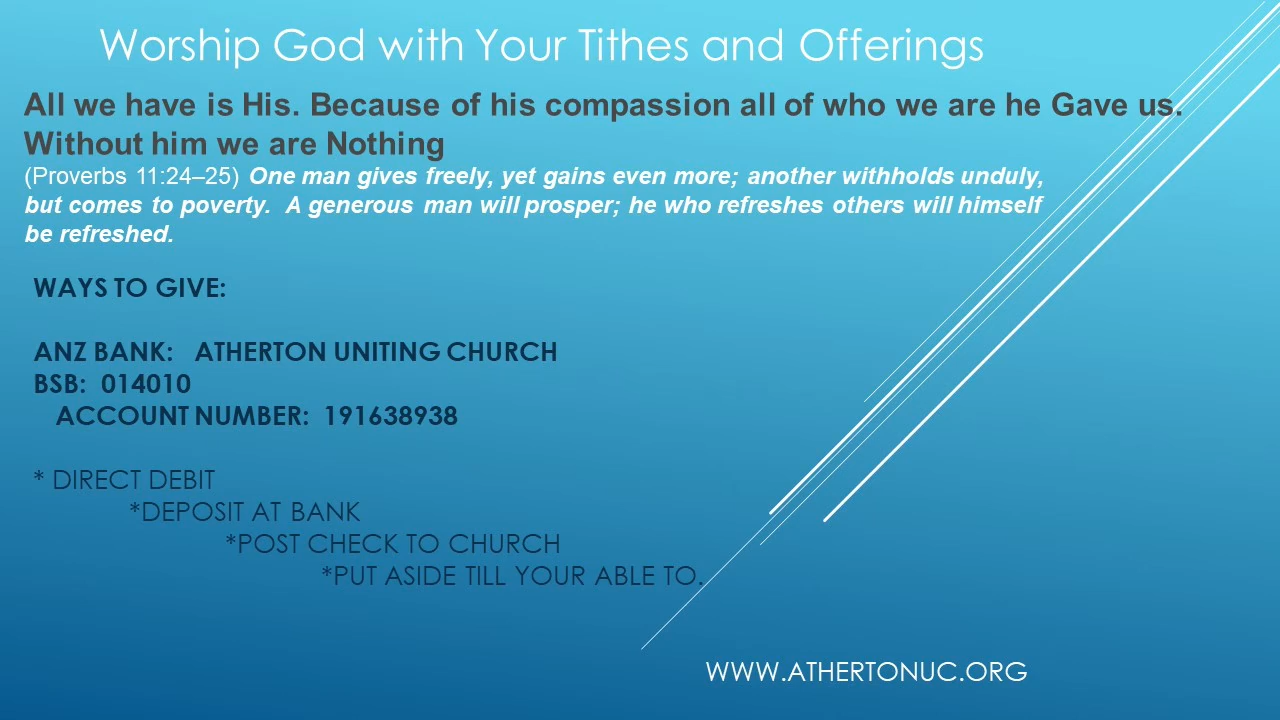 Worship God with Your Tithes and Offerings
All we have is His. Because of his compassion all of who we are he Gave us.
Without him we are Nothing
(Proverbs 11:24–25) One man gives freely, yet gains even more; another withholds unduly,
but comes to poverty. A generous man will prosper; he who refreshes others will himself
be refreshed.
WAYS TO GIVE:
ANZ BANK: ATHERTON UNITING CHURCH
BSB: 014010
ACCOUNT NUMBER: 191638938
* DIRECT DEBIT
*DEPOSIT AT BANK
*POST CHECK TO CHURCH
*PUT ASIDE TILL YOUR ABLE TO.
WWW.ATHERTONUC.ORG